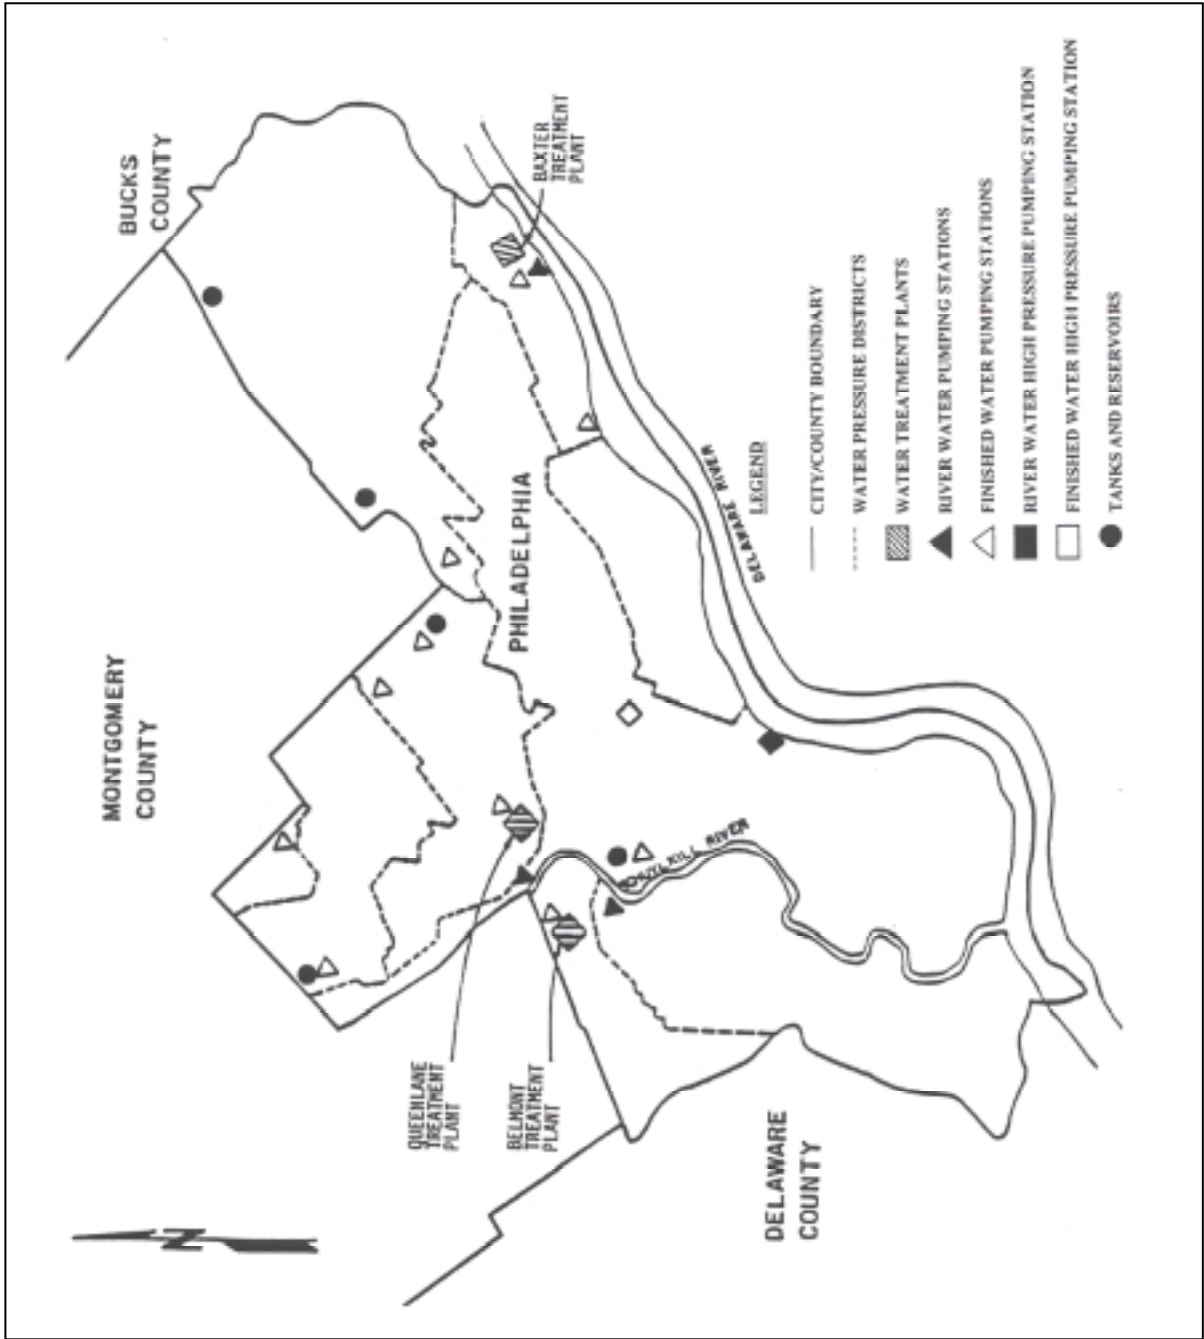 BUCKS
COUNTY
MONTGOMERY
COUNTY
BAXTER
TREATMENT
PLANT
PHILADELPHIA
QUEENLANE
TREATMENT
PLANT
BELMONT
TREATMENT
PLANT
DELAWARE
COUNTY
DELAWARE RIVER
RIVER
N
LEGEND
CITY/COUNTY BOUNDARY
WATER PRESSURE DISTRICTS
WATER TREATMENT PLANTS
RIVER WATER PUMPING STATIONS
FINISHED WATER PUMPING STATIONS
RIVER WATER HIGH PRESSURE PUMPING STATION
FINISHED WATER HIGH PRESSURE PUMPING STATION
TANKS AND RESERVOIRS